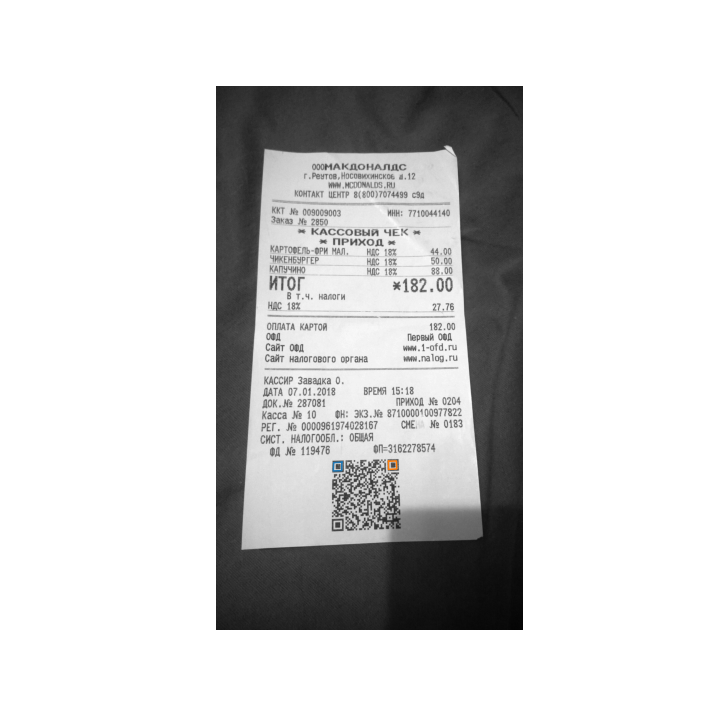 ООО МАКДОНАЛДС
г.Реутов,Носовихинское д.12
WWW.MCDONALDS.RU
КОНТАКТ ЦЕНТР 8(800)7074499 с9д
ККТ № 009009003 ИНН: 7710044140
Заказ № 2850
* КАССОВЫЙ ЧЕК *
* ПРИХОД *
КАРТОФЕЛЬ-ФРИ МАЛ. НДС 18% 44.00
ЧИКЕНБУРГЕР НДС 18% 50.00
КАПУЧИНО НДС 18% 88.00
ИТОГ *182.00
В т.ч. налоги
НДС 18% 27.76
ОПЛАТА КАРТОЙ 182.00
ОФД Первый ОФД
Сайт ОФД www.1-ofd.ru
Сайт налогового органа www.nalog.ru
КАССИР Завадка О.
ДАТА 07.01.2018 ВРЕМЯ 15:18
ДОК.№ 287081 ПРИХОД № 0204
Касса № 10 ФН: ЭКЗ.№ 8710000100977822
РЕГ. № 0000961974028167 СМЕ № 0183
СИСТ. НАЛОГООБЛ.: ОБЩАЯ
ФД № 119476 ФП=3162278574